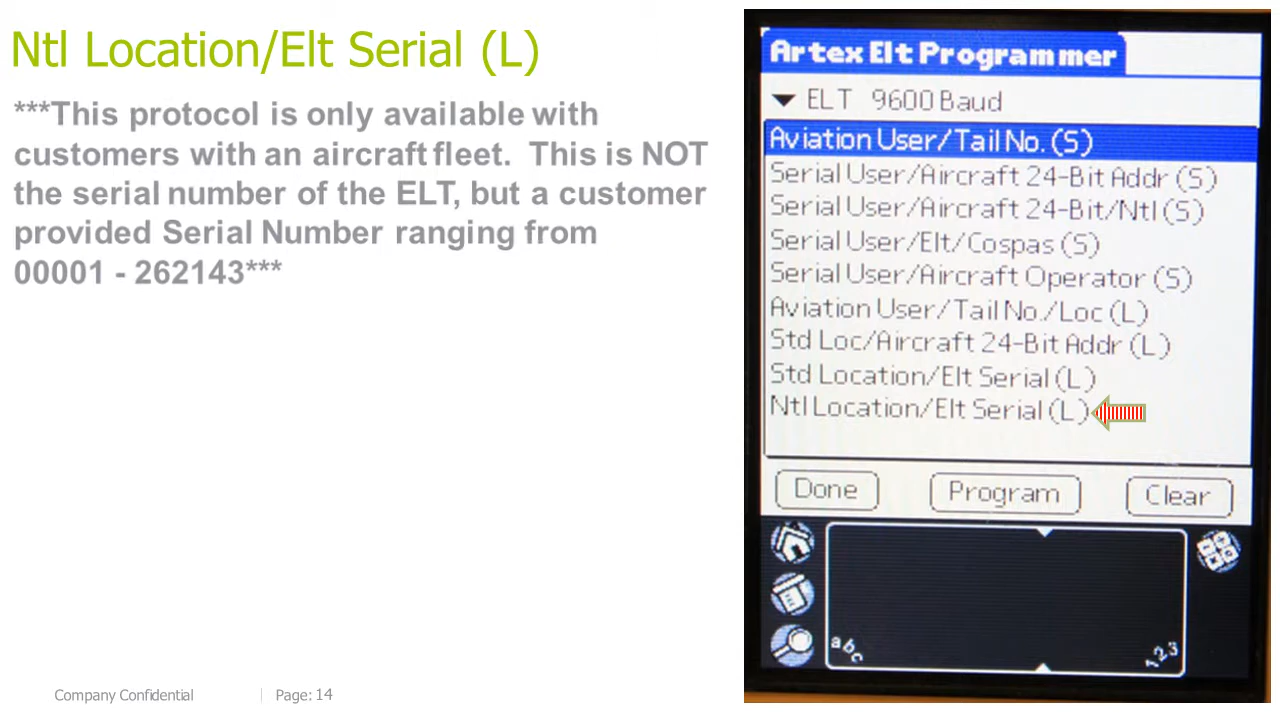 Ntl Location/Elt Serial (L)
***This protocol is only available with
customers with an aircraft fleet. This is NOT
the serial number of the ELT, but a customer
provided Serial Number ranging from
00001 - 262143***
Company Confidential | Page: 14
Artex Elt Programmer
ELT 9600 Baud
Aviation User/Tail No. (S)
Serial User/Aircraft 24-Bit Addr (S)
Serial User/Aircraft 24-Bit/Ntl (S)
Serial User/Elt/Cospas (S)
Serial User/Aircraft Operator (S)
Aviation User/Tail No./Loc (L)
Std Loc/Aircraft 24-Bit Addr (L)
Std Location/Elt Serial (L)
Ntl Location/Elt Serial (L)
Done Program Clear
abc 123